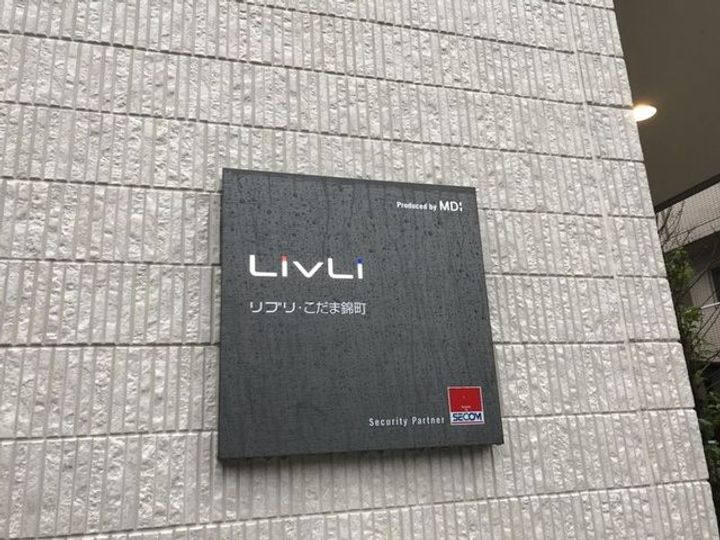 Produced by MDI
LivLi
リブリ・こだま錦町
Security Partner
SECOM